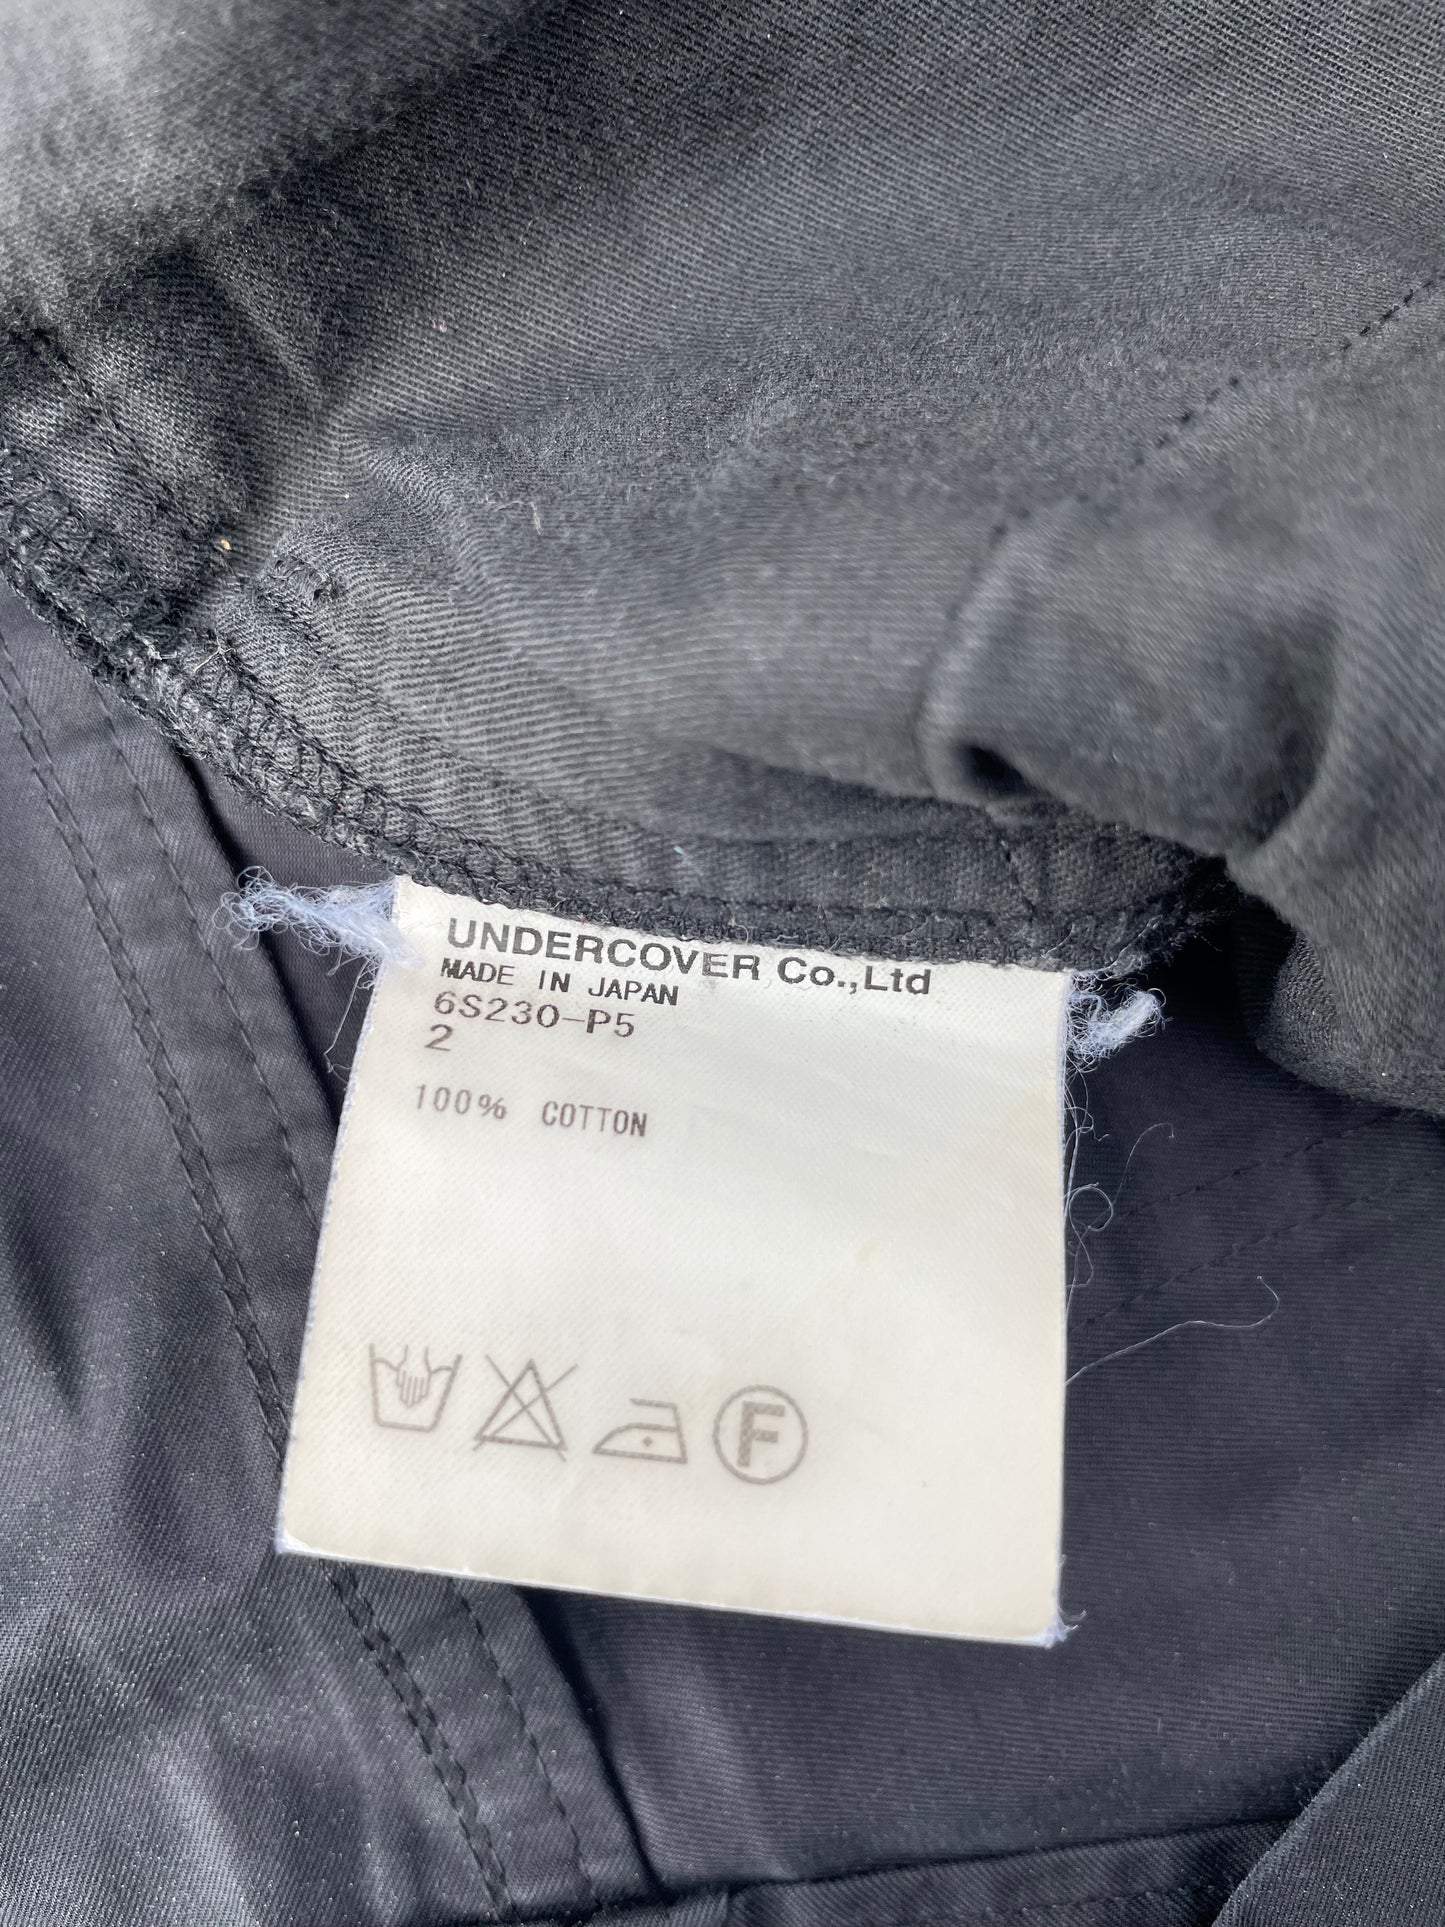 UNDERCOVER Co.,Ltd
MADE IN JAPAN
6S230-P5
2
100% COTTON
F